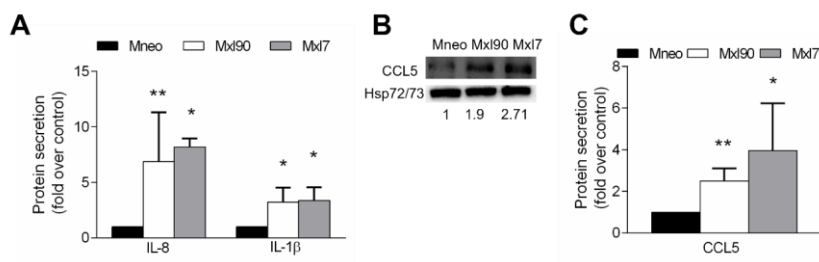 A
Mneo Mxl90 Mxl7
Protein secretion
(fold over control)
15
10
5
0
** *
* *
IL-8 IL-1β
B
Mneo Mxl90 Mxl7
CCL5
Hsp72/73
1 1.9 2.71
C
Mneo Mxl90 Mxl7
Protein secretion
(fold over control)
8
6
4
2
0
*
**
CCL5